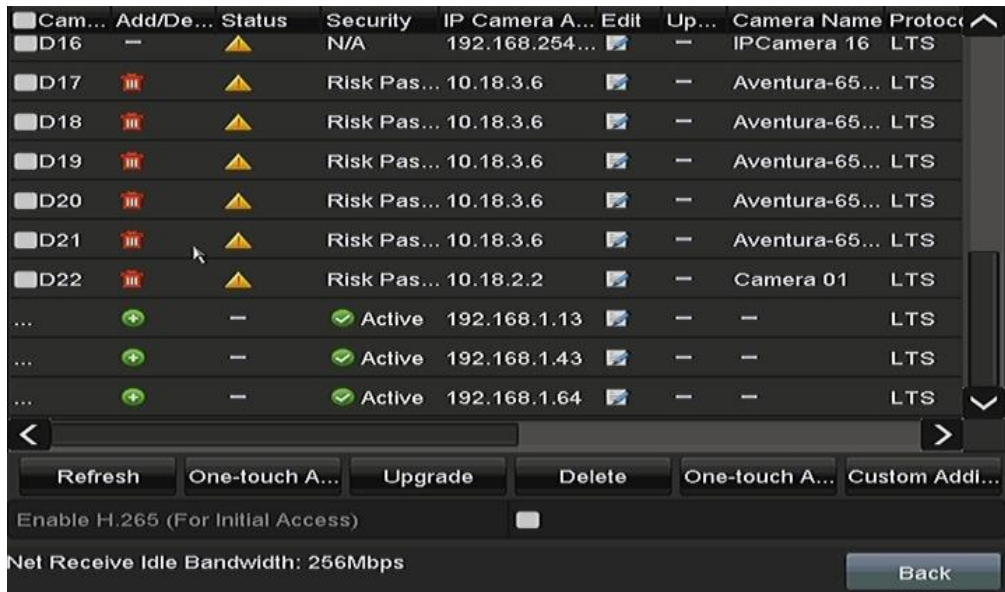 Cam... Add/De... Status Security IP Camera A... Edit Up... Camera Name Protoc
D16 — N/A 192.168.254... — IPCamera 16 LTS
D17 Risk Pas... 10.18.3.6 — Aventura-65... LTS
D18 Risk Pas... 10.18.3.6 — Aventura-65... LTS
D19 Risk Pas... 10.18.3.6 — Aventura-65... LTS
D20 Risk Pas... 10.18.3.6 — Aventura-65... LTS
D21 Risk Pas... 10.18.3.6 — Aventura-65... LTS
D22 Risk Pas... 10.18.2.2 — Camera 01 LTS
... — Active 192.168.1.13 — — LTS
... — Active 192.168.1.43 — — LTS
... — Active 192.168.1.64 — — LTS
Refresh One-touch A... Upgrade Delete One-touch A... Custom Addi...
Enable H.265 (For Initial Access)
Net Receive Idle Bandwidth: 256Mbps
Back